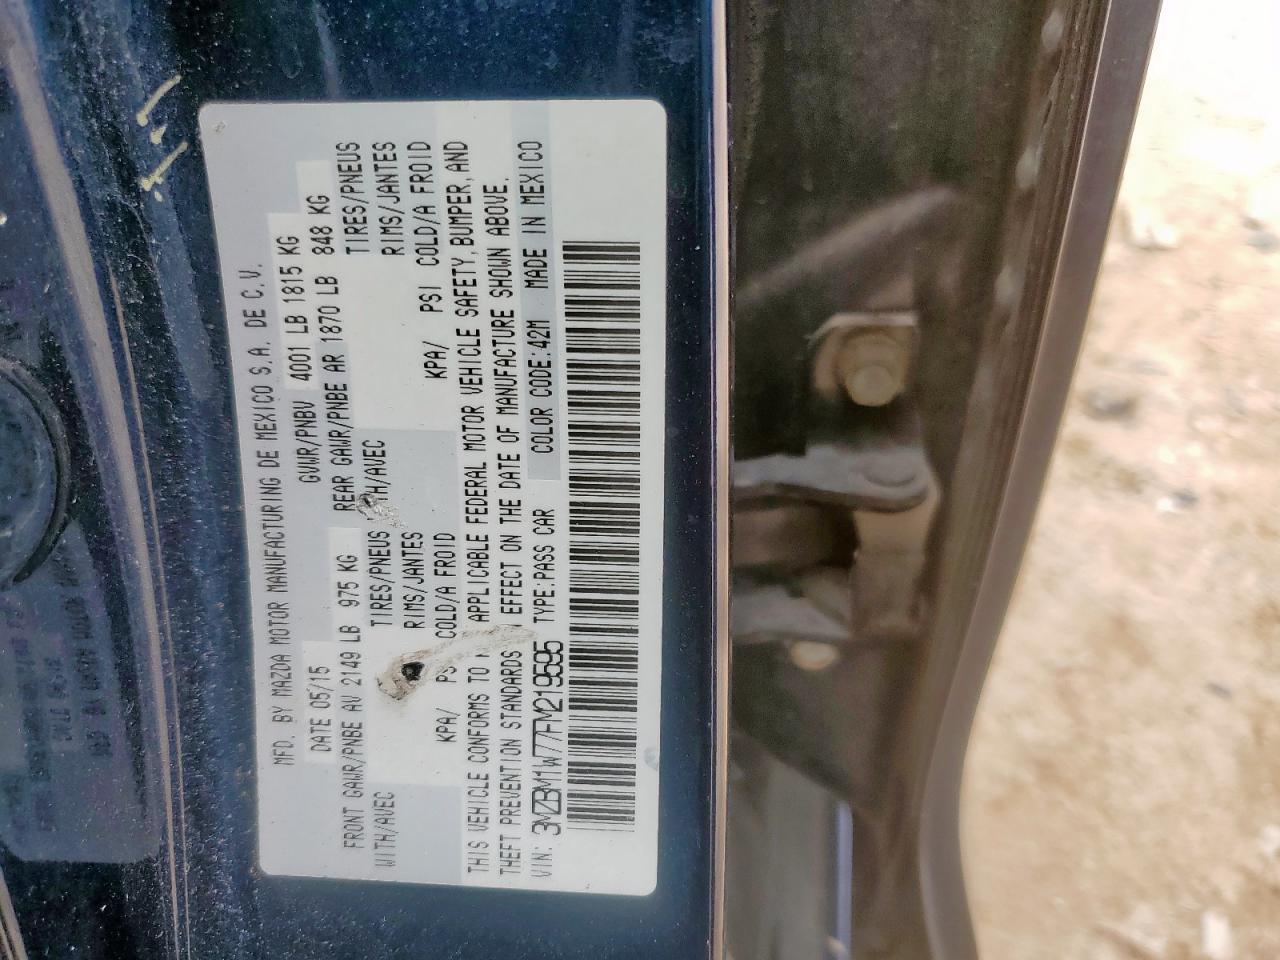 MFD. BY MAZDA MOTOR MANUFACTURING DE MEXICO S.A. DE C.V.
DATE 05/15 GVWR/PNBV 4001 LB 1815 KG
FRONT GAWR/PNBE AV 2149 LB 975 KG REAR GAWR/PNBE AR 1870 LB 848 KG
WITH/AVEC TIRES/PNEUS WITH/AVEC TIRES/PNEUS
RIMS/JANTES RIMS/JANTES
KPA/ PSI COLD/A FROID KPA/ PSI COLD/A FROID
THIS VEHICLE CONFORMS TO APPLICABLE FEDERAL MOTOR VEHICLE SAFETY, BUMPER, AND
THEFT PREVENTION STANDARDS EFFECT ON THE DATE OF MANUFACTURE SHOWN ABOVE.
VIN: 3MZBM1W77FM219595 TYPE:PASS CAR COLOR CODE:42M MADE IN MEXICO